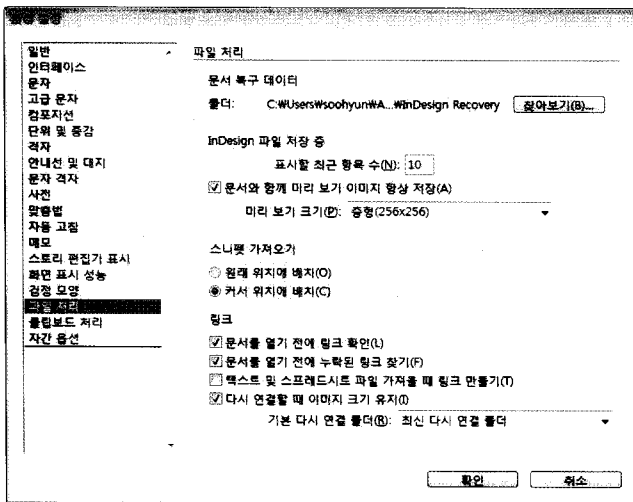 환경 설정
일반
인터페이스
문자
고급 문자
컴포지션
단위 및 증감
격자
안내선 및 대지
문자 격자
사전
맞춤법
자동 고침
메모
스토리 편집기 표시
화면 표시 성능
검정 모양
파일 처리
클립보드 처리
자간 옵션
파일 처리
문서 복구 데이터
폴더: C:₩Users₩soohyun₩A...₩InDesign Recovery 찾아보기(B)...
InDesign 파일 저장 중
표시할 최근 항목 수(N): 10
문서와 함께 미리 보기 이미지 항상 저장(A)
미리 보기 크기(P): 중형(256x256)
스니펫 가져오기
원래 위치에 배치(O)
커서 위치에 배치(C)
링크
문서를 열기 전에 링크 확인(L)
문서를 열기 전에 누락된 링크 찾기(F)
텍스트 및 스프레드시트 파일 가져올 때 링크 만들기(T)
다시 연결할 때 이미지 크기 유지(I)
기본 다시 연결 폴더(R): 최신 다시 연결 폴더
확인 취소